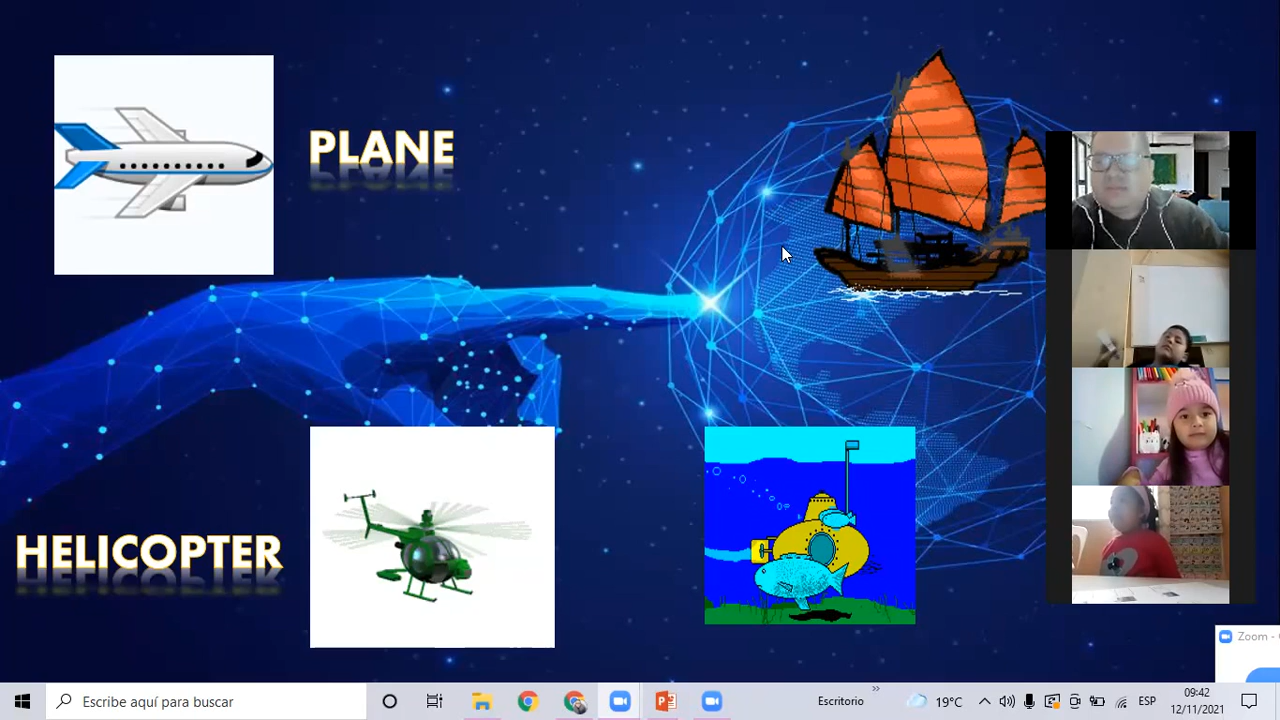 PLANE
HELICOPTER
Zoom -
Escribe aquí para buscar
Escritorio
19°C
ESP
09:42
12/11/2021